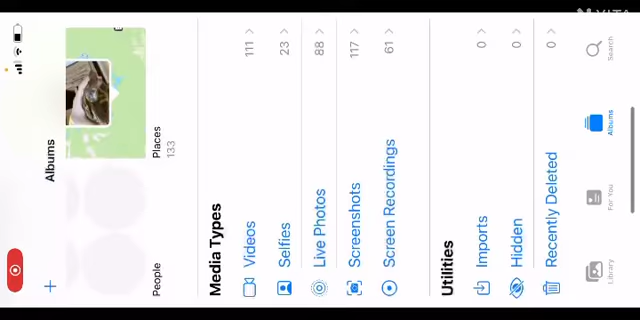 VITA
Albums
People
Places
133
Media Types
Videos 111
Selfies 23
Live Photos 88
Screenshots 117
Screen Recordings 61
Utilities
Imports 0
Hidden 0
Recently Deleted 0
Library
For You
Albums
Search